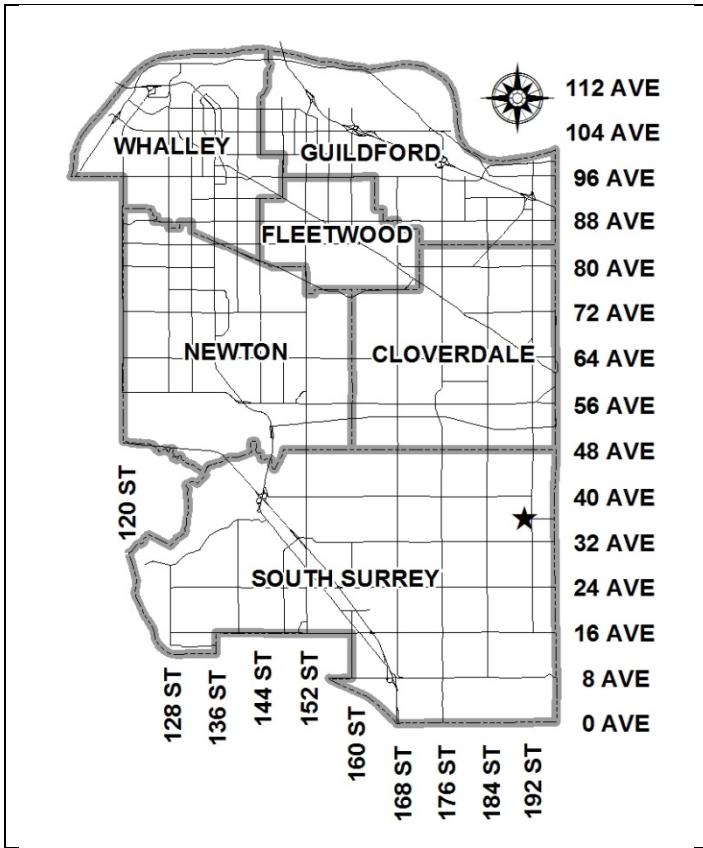 112 AVE
104 AVE
WHALLEY
GUILDFORD
96 AVE
88 AVE
FLEETWOOD
80 AVE
72 AVE
NEWTON
CLOVERDALE
64 AVE
56 AVE
48 AVE
120 ST
40 AVE
32 AVE
SOUTH SURREY
24 AVE
16 AVE
128 ST
136 ST
144 ST
152 ST
160 ST
8 AVE
0 AVE
168 ST
176 ST
184 ST
192 ST